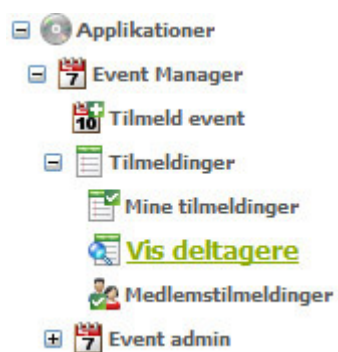 Applikationer
Event Manager
Tilmeld event
Tilmeldinger
Mine tilmeldinger
Vis deltagere
Medlemstilmeldinger
Event admin